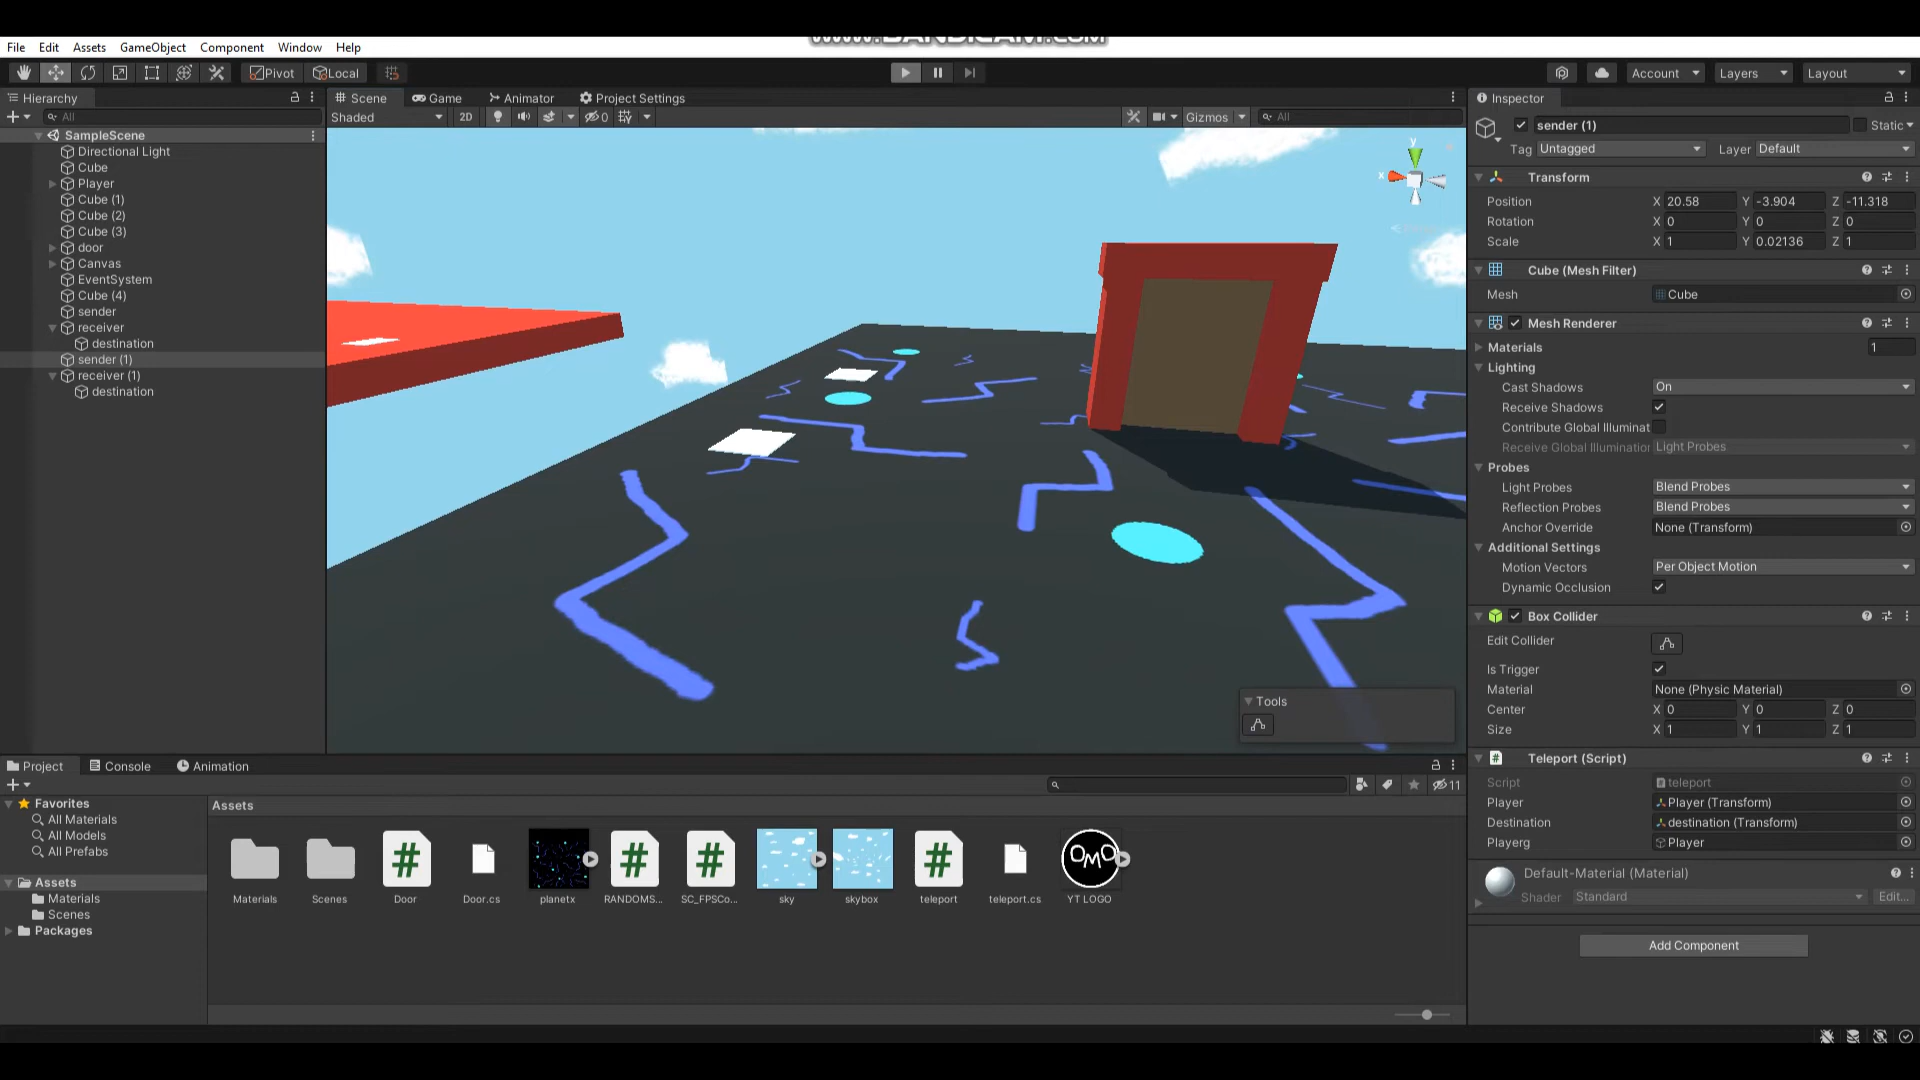 www.BANDICAM.COM
File Edit Assets GameObject Component Window Help
Pivot Local Account Layers Layout
Hierarchy Scene Game Animator Project Settings Inspector
All Shaded 2D 0 Gizmos All
sender (1) Static
Tag Untagged Layer Default
SampleScene
Directional Light
Cube
Player
Cube (1)
Cube (2)
Cube (3)
door
Canvas
EventSystem
Cube (4)
sender
receiver
destination
sender (1)
receiver (1)
destination
y
x
Transform
Position X 20.58 Y -3.904 Z -11.318
Rotation X 0 Y 0 Z 0
Scale X 1 Y 0.02136 Z 1
Cube (Mesh Filter)
Mesh Cube
Mesh Renderer
Materials 1
Lighting
Cast Shadows On
Receive Shadows
Contribute Global Illuminat
Receive Global Illumination Light Probes
Probes
Light Probes Blend Probes
Reflection Probes Blend Probes
Anchor Override None (Transform)
Additional Settings
Motion Vectors Per Object Motion
Dynamic Occlusion
Box Collider
Edit Collider
Is Trigger
Material None (Physic Material)
Center X 0 Y 0 Z 0
Size X 1 Y 1 Z 1
Tools
Teleport (Script)
Script teleport
Player Player (Transform)
Destination destination (Transform)
Playerg Player
Default-Material (Material)
Shader Standard Edit...
Add Component
Project Console Animation
11
Favorites
All Materials
All Models
All Prefabs
Assets
Materials
Scenes
Packages
Assets
OMO
Materials Scenes Door Door.cs planetx RANDOMS... SC_FPSCo... sky skybox teleport teleport.cs YT LOGO